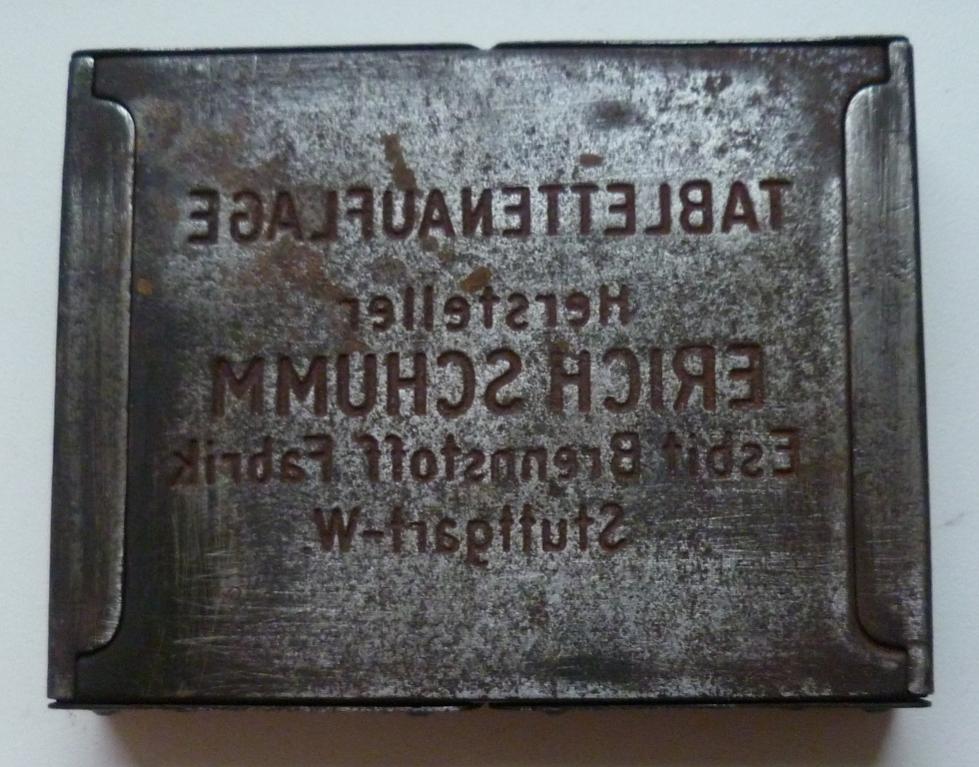 TABLETTENAUFLAGE
Hersteller
ERICH SCHUMM
Esbit Brennstoff Fabrik
Stuttgart-W.